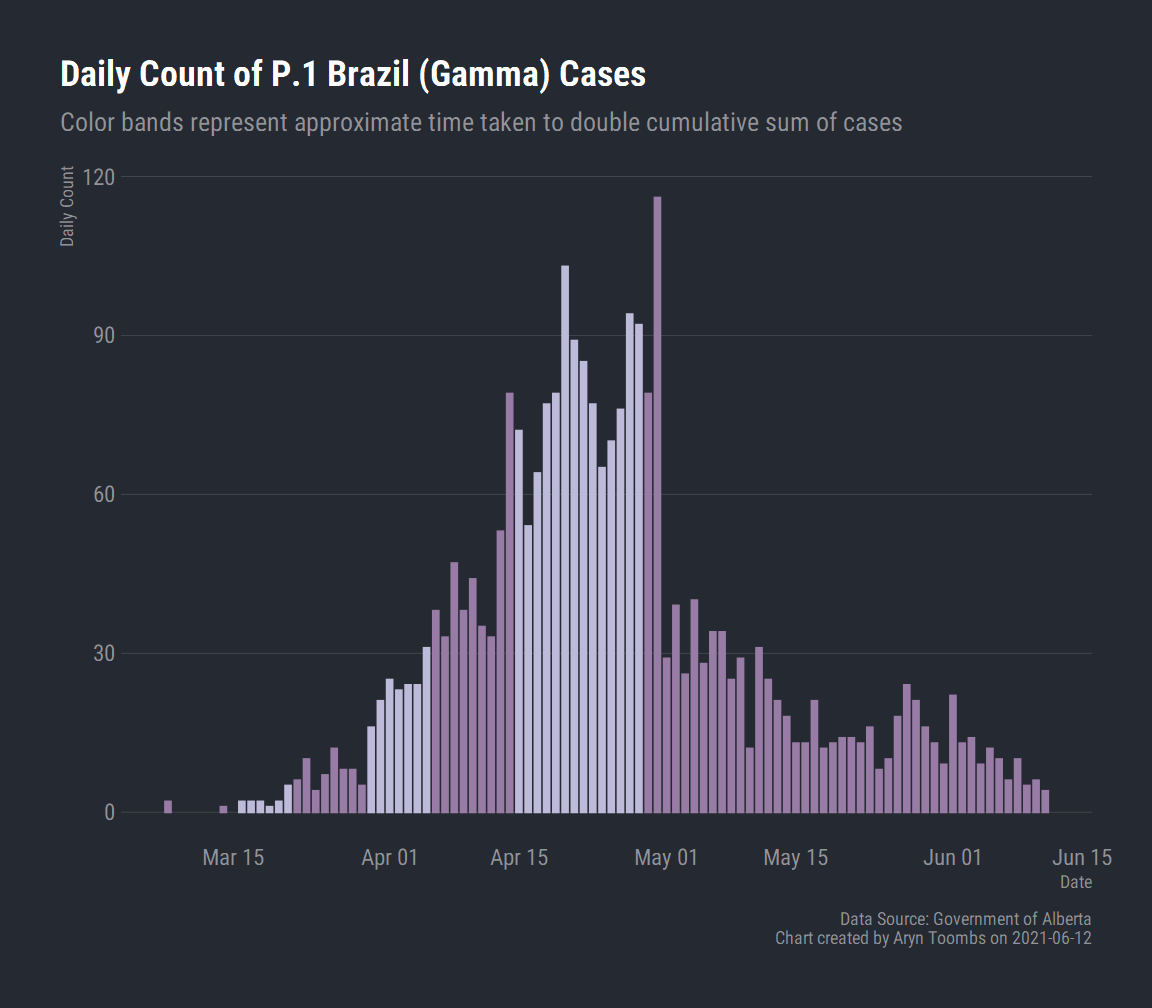 Daily Count of P.1 Brazil (Gamma) Cases
Color bands represent approximate time taken to double cumulative sum of cases
Daily Count
120
90
60
30
0
Mar 15 Apr 01 Apr 15 May 01 May 15 Jun 01 Jun 15
Date
Data Source: Government of Alberta
Chart created by Aryn Toombs on 2021-06-12